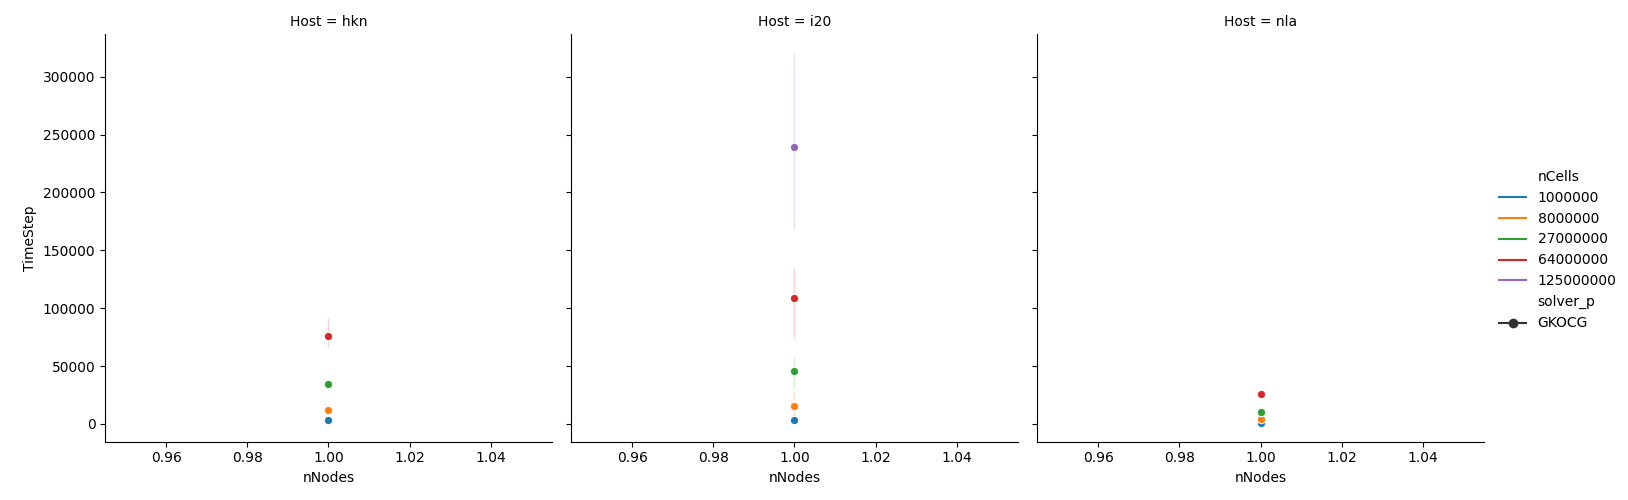 Host = hkn
Host = i20
Host = nla
TimeStep
300000
250000
200000
150000
100000
50000
0
0.96 0.98 1.00 1.02 1.04
nNodes
0.96 0.98 1.00 1.02 1.04
nNodes
0.96 0.98 1.00 1.02 1.04
nNodes
nCells
1000000
8000000
27000000
64000000
125000000
solver_p
GKOCG